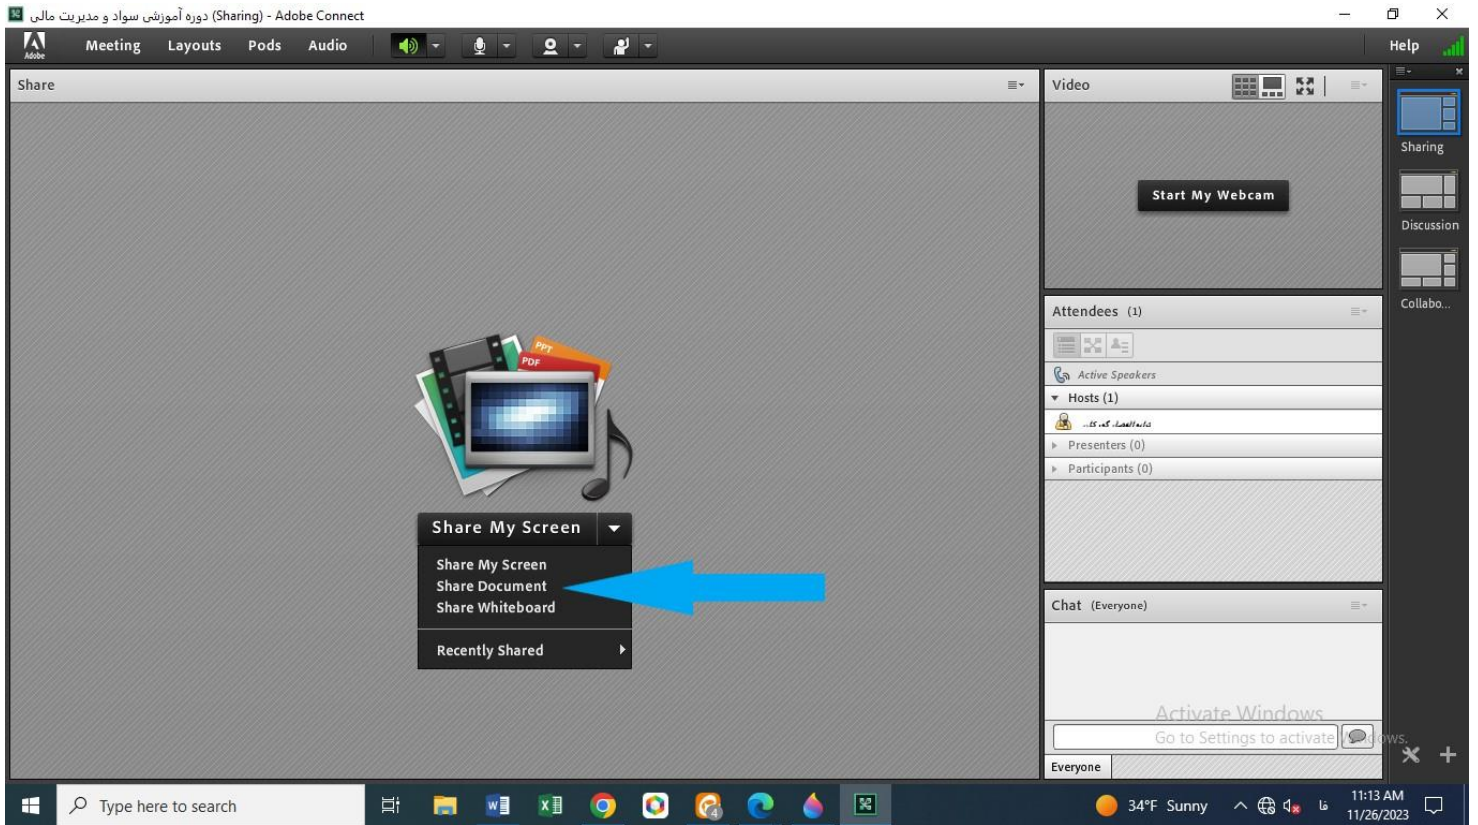 دوره آموزشی سواد و مدیریت مالی (Sharing) - Adobe Connect
Adobe
Meeting Layouts Pods Audio
Help
Share
Video
Start My Webcam
Sharing
Discussion
Collabo...
Attendees (1)
Active Speakers
Hosts (1)
Presenters (0)
Participants (0)
PPT
PDF
Share My Screen
Share My Screen
Share Document
Share Whiteboard
Recently Shared
Chat (Everyone)
Activate Windows
Go to Settings to activate Windows.
Everyone
Type here to search
34°F Sunny
فا
11:13 AM
11/26/2023